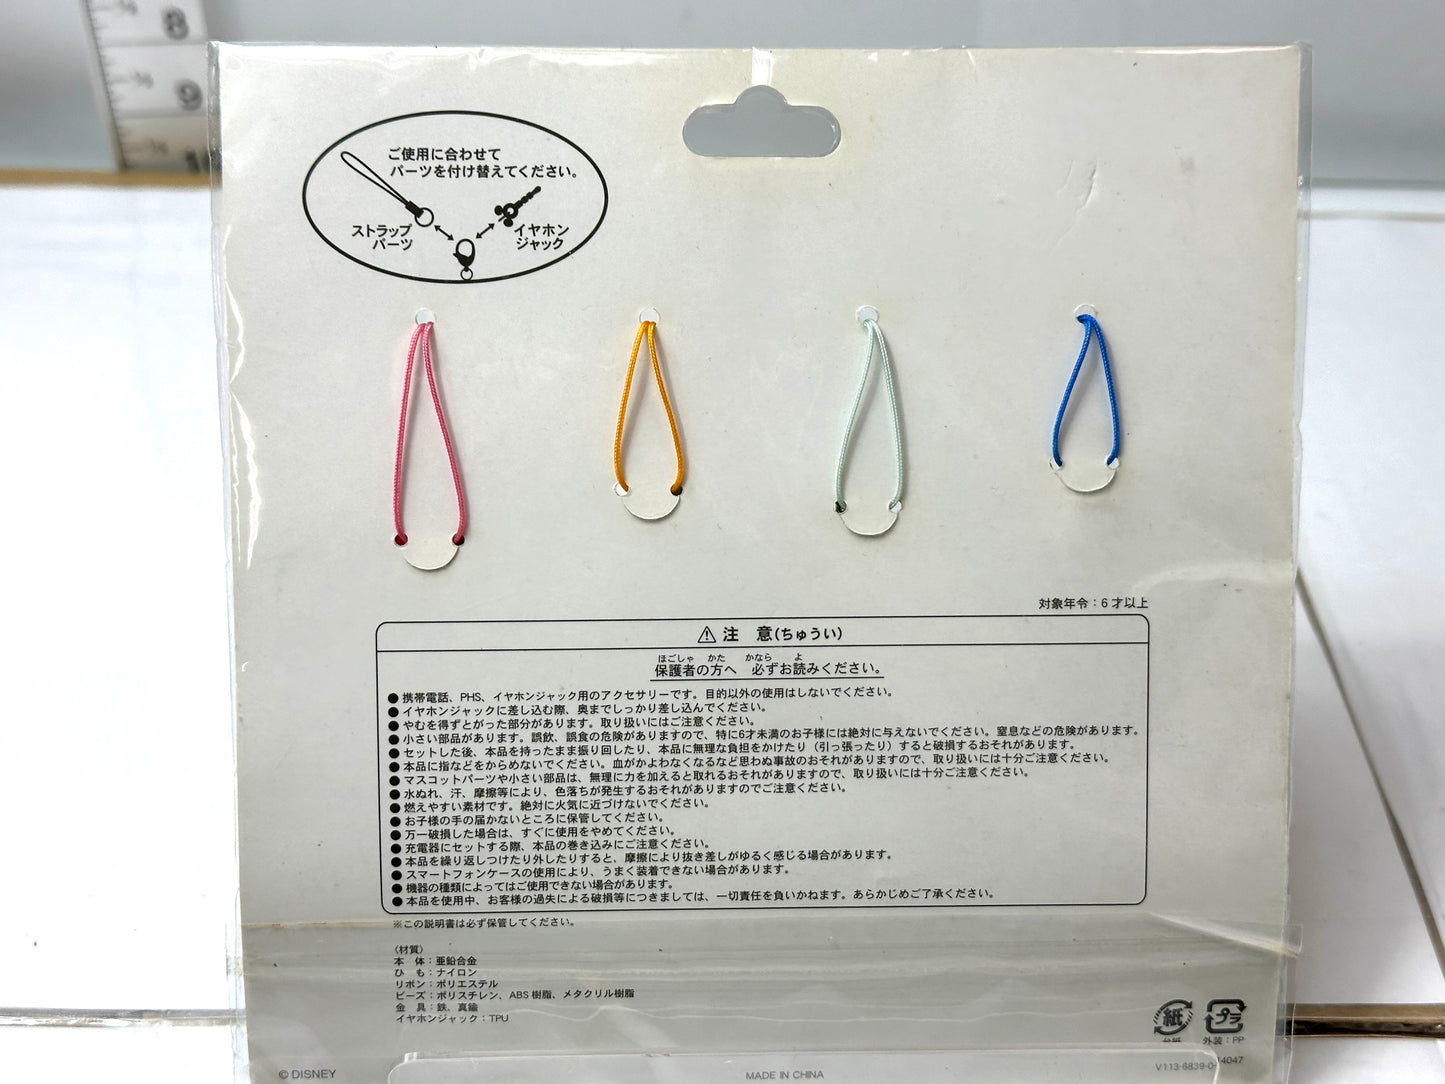 8
9
ご使用に合わせて
パーツを付け替えてください。
ストラップ
パーツ
イヤホン
ジャック
対象年令：6才以上
⚠注　意(ちゅうい)
ほごしゃ かた かなら よ
保護者の方へ　必ずお読みください。
●携帯電話、PHS、イヤホンジャック用のアクセサリーです。目的以外の使用はしないでください。
●イヤホンジャックに差し込む際、奥までしっかり差し込んでください。
●やむを得ずとがった部分があります。取り扱いにはご注意ください。
●小さい部品があります。誤飲、誤食の危険がありますので、特に6才未満のお子様には絶対に与えないでください。窒息などの危険があります。
●セットした後、本品を持ったまま振り回したり、本品に無理な負担をかけたり（引っ張ったり）すると破損するおそれがあります。
●本品に指などをからめないでください。血がかよわなくなるなど思わぬ事故のおそれがありますので、取り扱いには十分ご注意ください。
●マスコットパーツや小さい部品は、無理に力を加えると取れるおそれがありますので、取り扱いには十分ご注意ください。
●水ぬれ、汗、摩擦等により、色落ちが発生するおそれがありますのでご注意ください。
●燃えやすい素材です。絶対に火気に近づけないでください。
●お子様の手の届かないところに保管してください。
●万一破損した場合は、すぐに使用をやめてください。
●充電器にセットする際、本品の巻き込みにご注意ください。
●本品を繰り返しつけたり外したりすると、摩擦により抜き差しがゆるく感じる場合があります。
●スマートフォンケースの使用により、うまく装着できない場合があります。
●機器の種類によってはご使用できない場合があります。
●本品を使用中、お客様の過失による破損等につきましては、一切責任を負いかねます。あらかじめご了承ください。
※この説明書は必ず保管してください。
〈材質〉
本　体：亜鉛合金
ひ　も：ナイロン
リボン：ポリエステル
ビーズ：ポリスチレン、ABS樹脂、メタクリル樹脂
金　具：鉄、真鍮
イヤホンジャック：TPU
紙
プラ
台紙
外装：PP
© DISNEY
MADE IN CHINA
V113-6839-0-14047